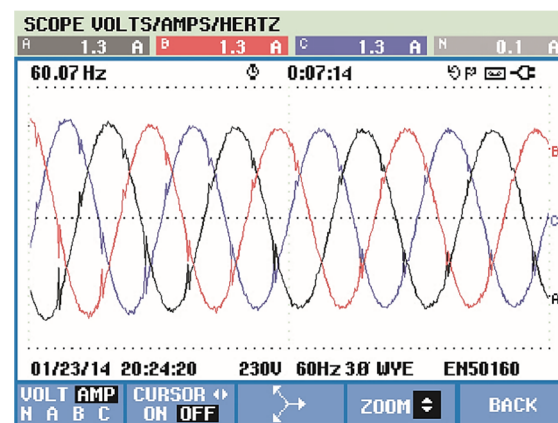 SCOPE VOLTS/AMPS/HERTZ
A 1.3 A B 1.3 A C 1.3 A N 0.1 A
60.07 Hz 0:07:14
B
C
A
01/23/14 20:24:20 230V 60Hz 3Ø WYE EN50160
VOLT AMP CURSOR ZOOM BACK
N A B C ON OFF